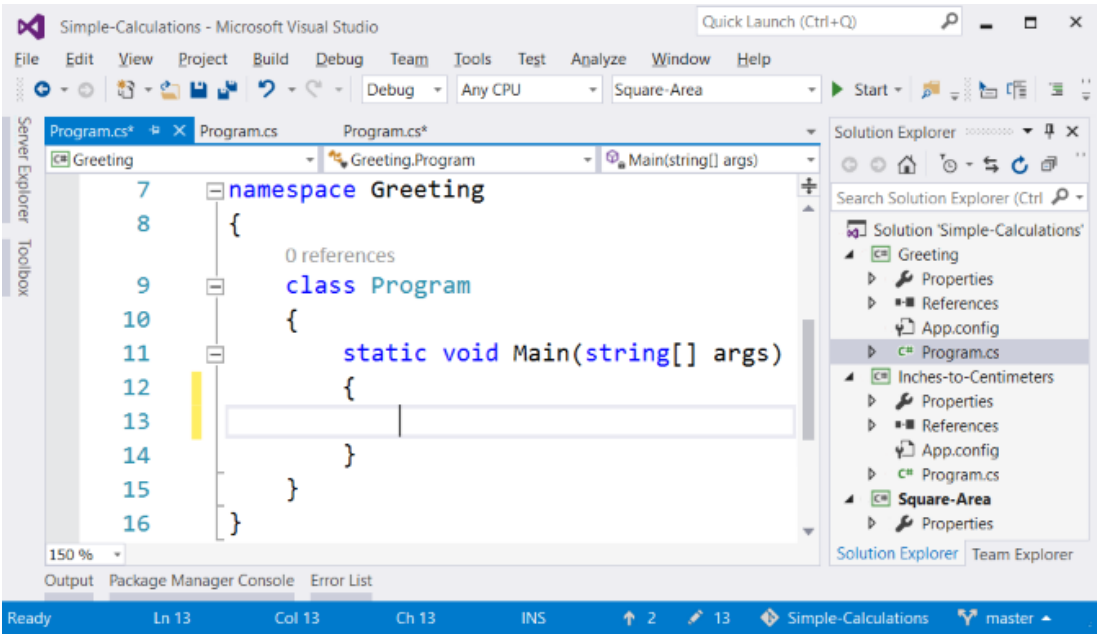 Simple-Calculations - Microsoft Visual Studio
Quick Launch (Ctrl+Q)
File Edit View Project Build Debug Team Tools Test Analyze Window Help
Debug Any CPU Square-Area Start
Server Explorer
Toolbox
Program.cs* Program.cs Program.cs*
Greeting Greeting.Program Main(string[] args)
7 namespace Greeting
8 {
0 references
9 class Program
10 {
11 static void Main(string[] args)
12 {
13
14 }
15 }
16 }
150 %
Solution Explorer
Search Solution Explorer (Ctrl
Solution 'Simple-Calculations'
C# Greeting
Properties
References
App.config
C# Program.cs
C# Inches-to-Centimeters
Properties
References
App.config
C# Program.cs
C# Square-Area
Properties
Solution Explorer Team Explorer
Output Package Manager Console Error List
Ready Ln 13 Col 13 Ch 13 INS 2 13 Simple-Calculations master